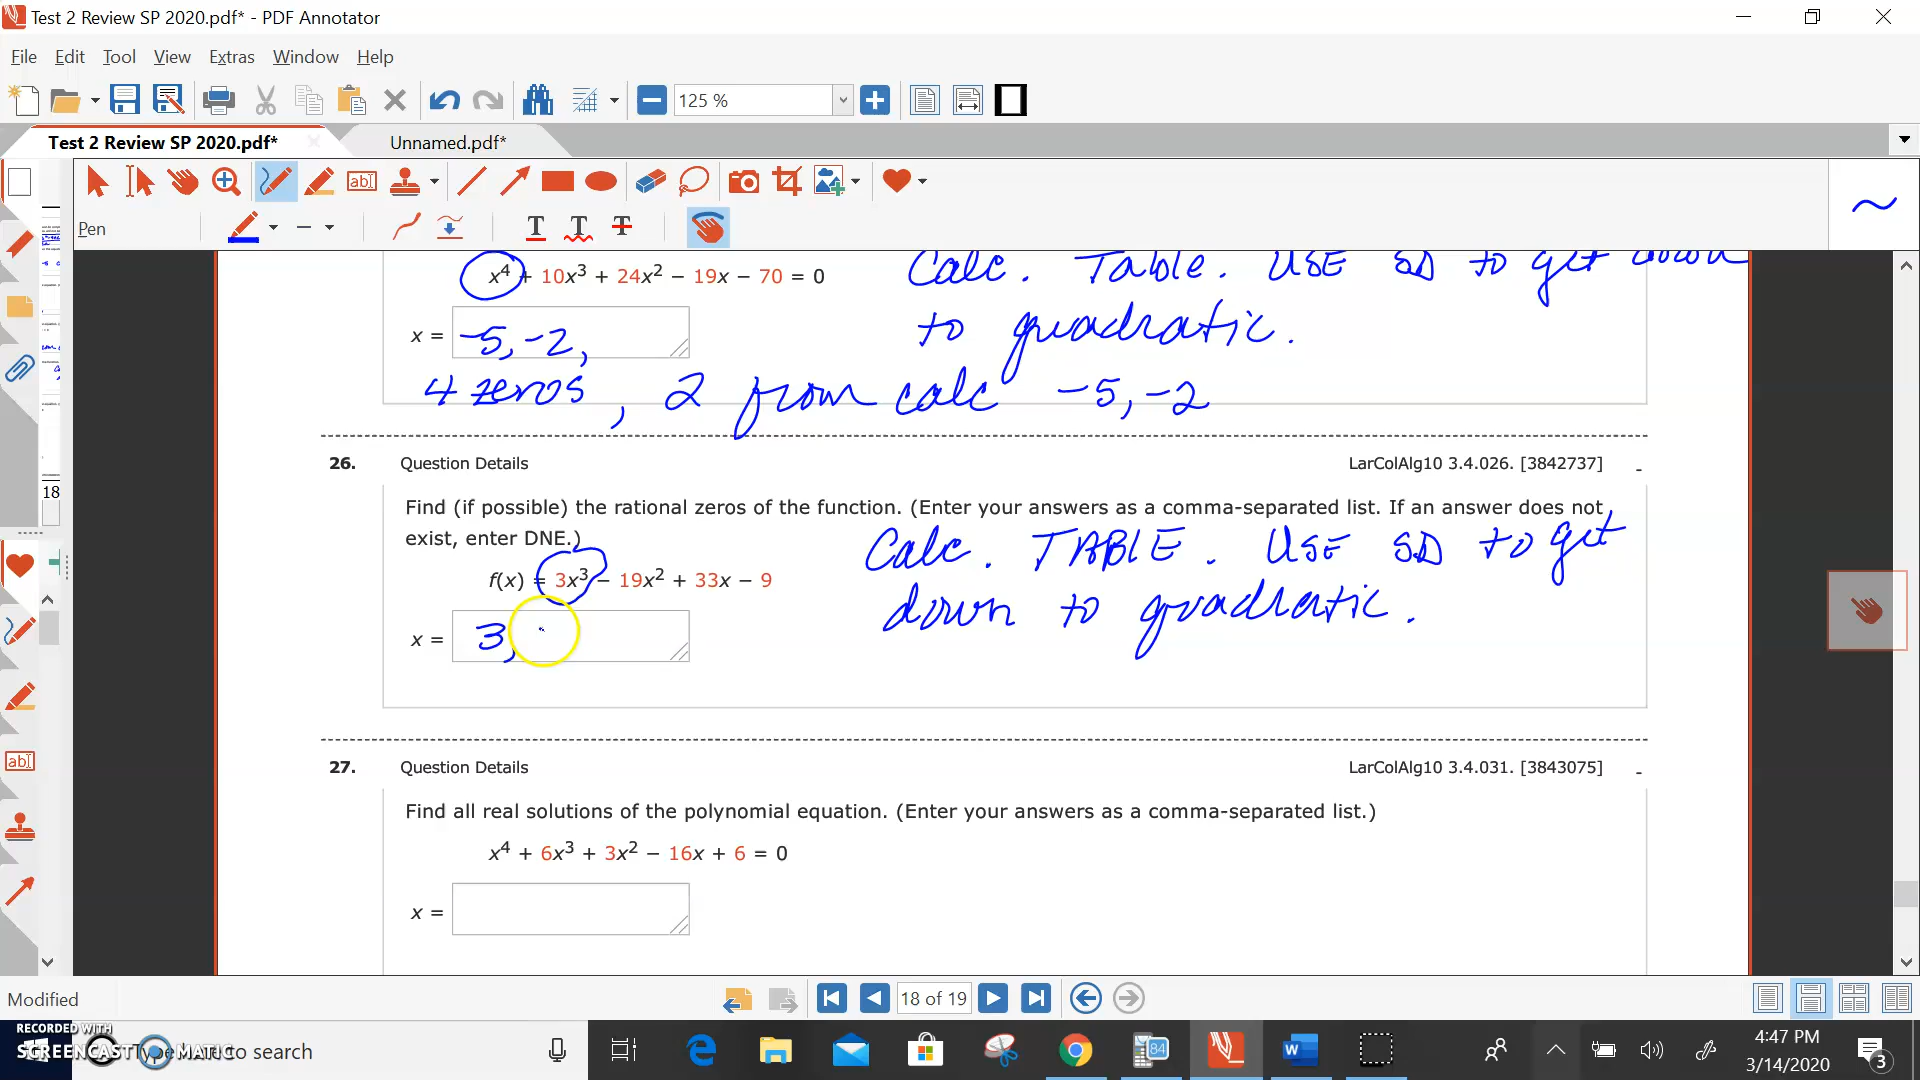 Test 2 Review SP 2020.pdf* - PDF Annotator
File Edit Tool View Extras Window Help
125 %
Test 2 Review SP 2020.pdf* Unnamed.pdf*
Pen
x⁴ + 10x³ + 24x² − 19x − 70 = 0
Calc. Table. USE SD to get down
to quadratic.
x = -5, -2,
4 zeros, 2 from calc -5, -2
26. Question Details LarColAlg10 3.4.026. [3842737] -
Find (if possible) the rational zeros of the function. (Enter your answers as a comma-separated list. If an answer does not
exist, enter DNE.)
Calc. TABLE. USE SD to get
f(x) = 3x³ − 19x² + 33x − 9
down to quadratic.
x = 3,
27. Question Details LarColAlg10 3.4.031. [3843075] -
Find all real solutions of the polynomial equation. (Enter your answers as a comma-separated list.)
x⁴ + 6x³ + 3x² − 16x + 6 = 0
x =
18
Modified
18 of 19
RECORDED WITH
SCREENCAST MATIC
Type here to search
84
4:47 PM
3/14/2020
3